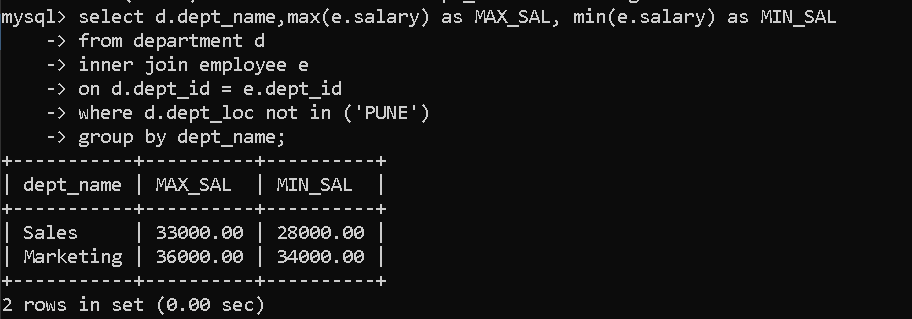 mysql> select d.dept_name,max(e.salary) as MAX_SAL, min(e.salary) as MIN_SAL
    -> from department d
    -> inner join employee e
    -> on d.dept_id = e.dept_id
    -> where d.dept_loc not in ('PUNE')
    -> group by dept_name;
+-----------+----------+----------+
| dept_name | MAX_SAL  | MIN_SAL  |
+-----------+----------+----------+
| Sales     | 33000.00 | 28000.00 |
| Marketing | 36000.00 | 34000.00 |
+-----------+----------+----------+
2 rows in set (0.00 sec)